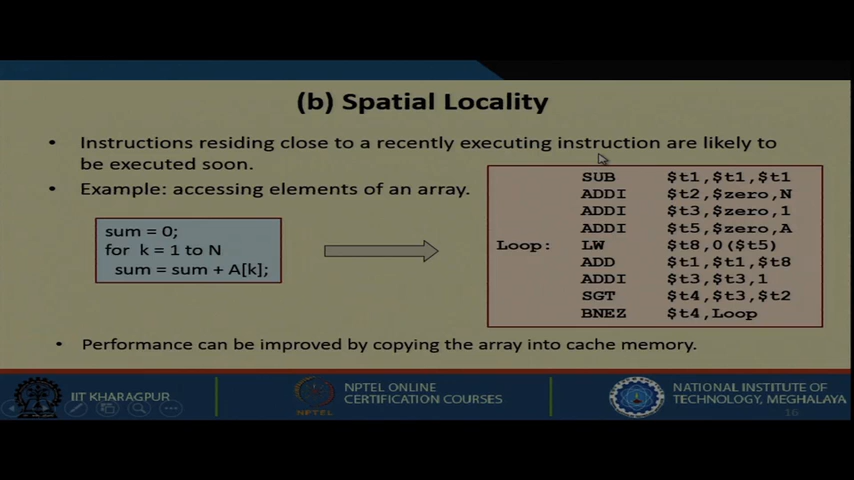 (b) Spatial Locality
• Instructions residing close to a recently executing instruction are likely to
be executed soon.
• Example: accessing elements of an array.
sum = 0;
for k = 1 to N
sum = sum + A[k];
SUB $t1,$t1,$t1
ADDI $t2,$zero,N
ADDI $t3,$zero,1
ADDI $t5,$zero,A
Loop: LW $t8,0($t5)
ADD $t1,$t1,$t8
ADDI $t3,$t3,1
SGT $t4,$t3,$t2
BNEZ $t4,Loop
• Performance can be improved by copying the array into cache memory.
IIT KHARAGPUR
NPTEL
NPTEL ONLINE
CERTIFICATION COURSES
NATIONAL INSTITUTE OF
TECHNOLOGY, MEGHALAYA
16